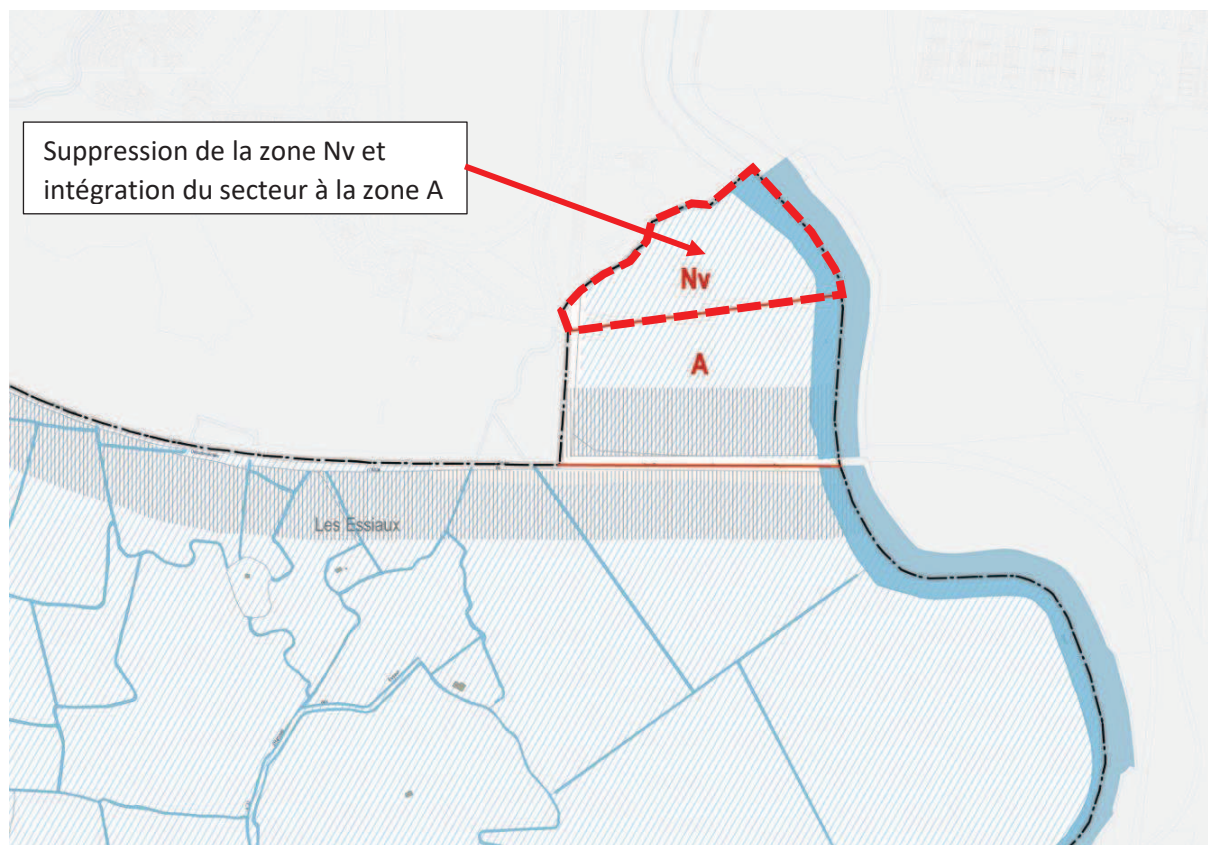 Suppression de la zone Nv et
intégration du secteur à la zone A
Nv
A
Les Essiaux